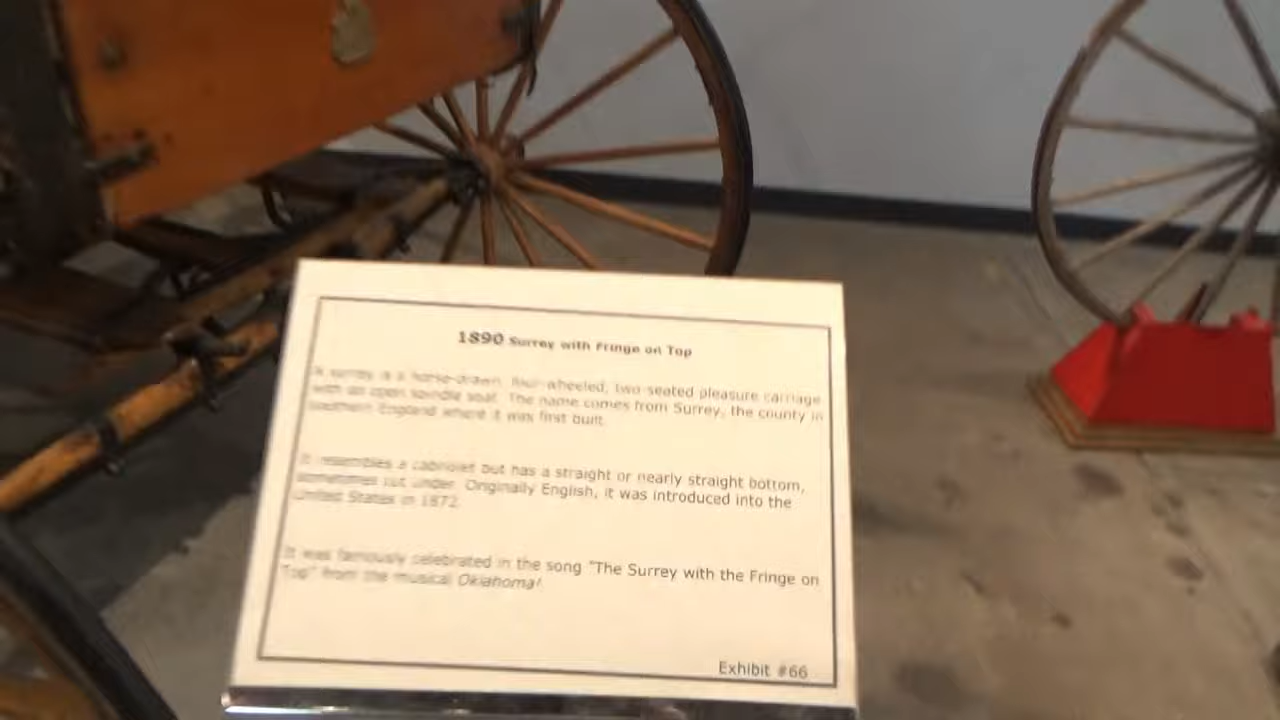 1890 Surrey with Fringe on Top
A surrey is a horse-drawn, four-wheeled, two seated pleasure carriage
with an open spindle seat. The name comes from Surrey, the county in
southern England where it was first built.
It resembles a cabriolet but has a straight or nearly straight bottom,
sometimes cut under. Originally English, it was introduced into the
United States in 1872.
It was famously celebrated in the song "The Surrey with the Fringe on
Top" from the musical Oklahoma!
Exhibit #66